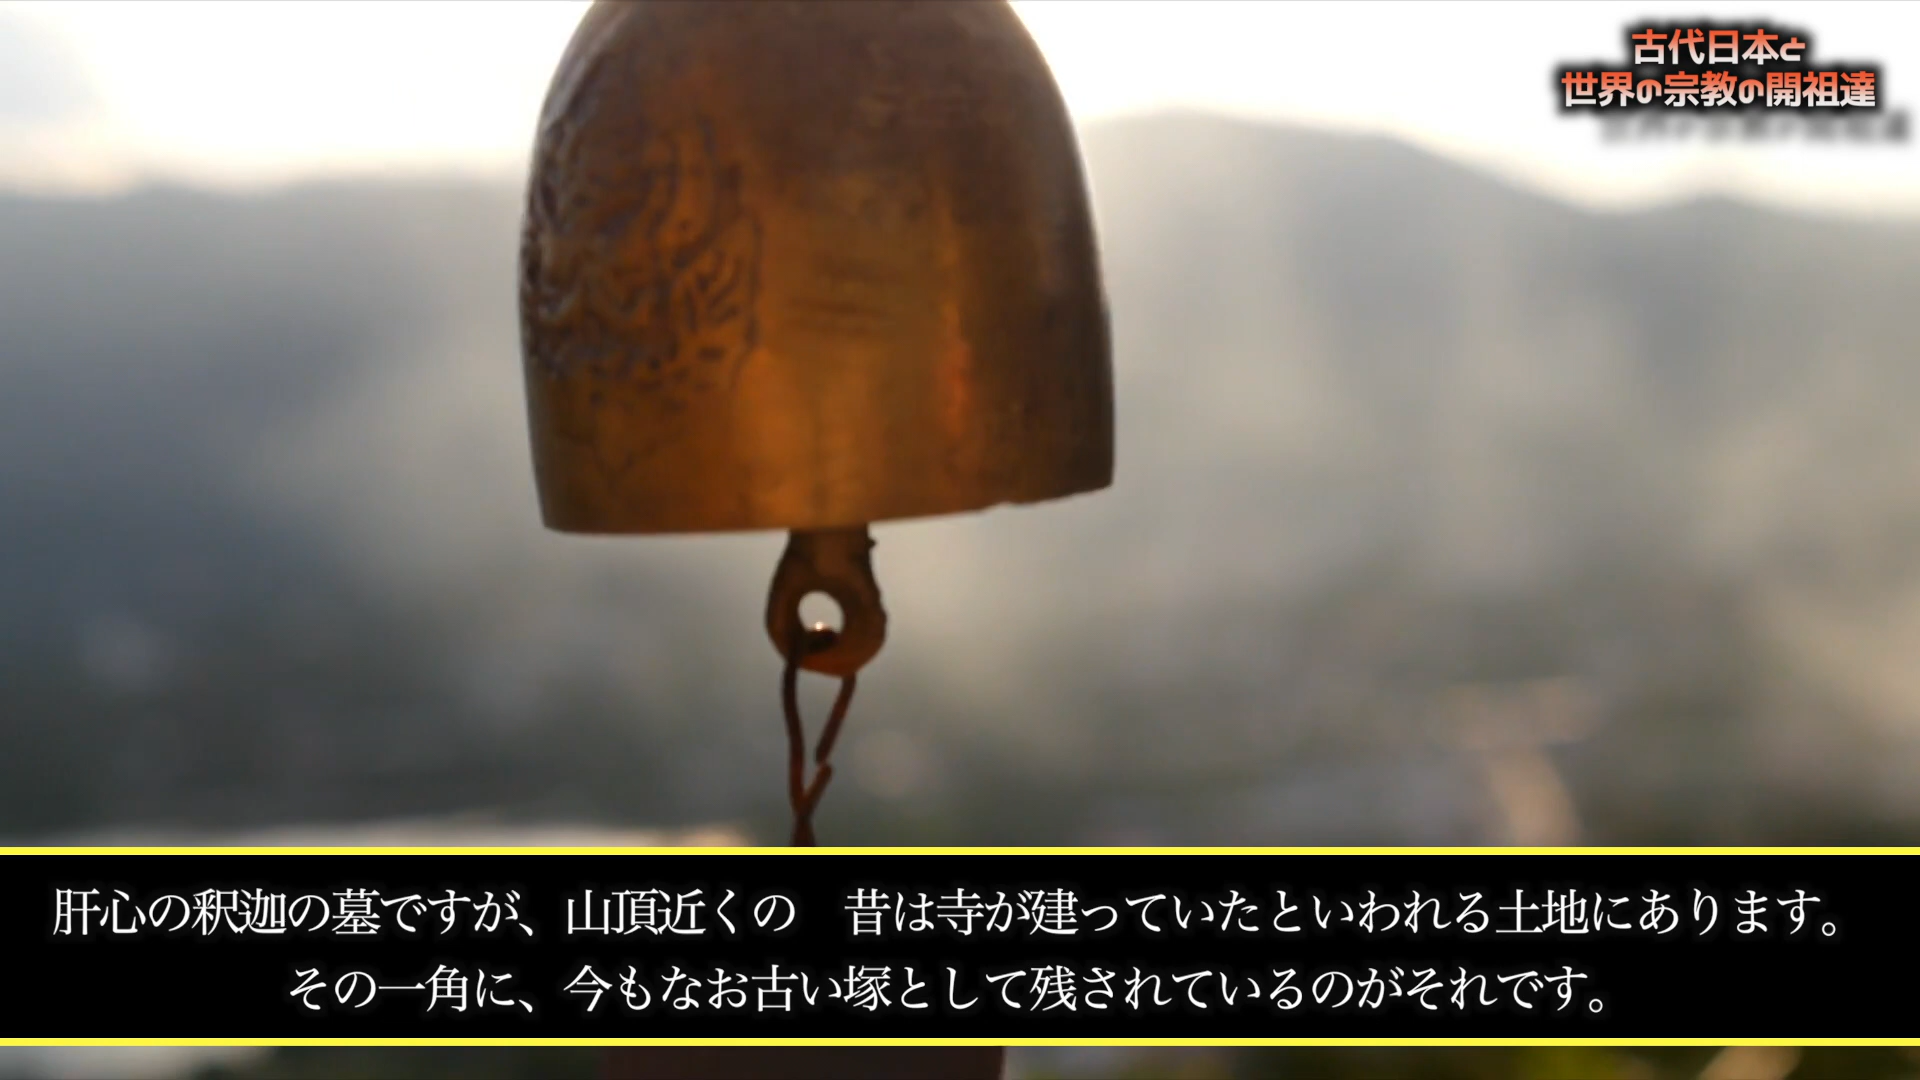 古代日本と
世界の宗教の開祖達
肝心の釈迦の墓ですが、山頂近くの　昔は寺が建っていたといわれる土地にあります。
その一角に、今もなお古い塚として残されているのがそれです。